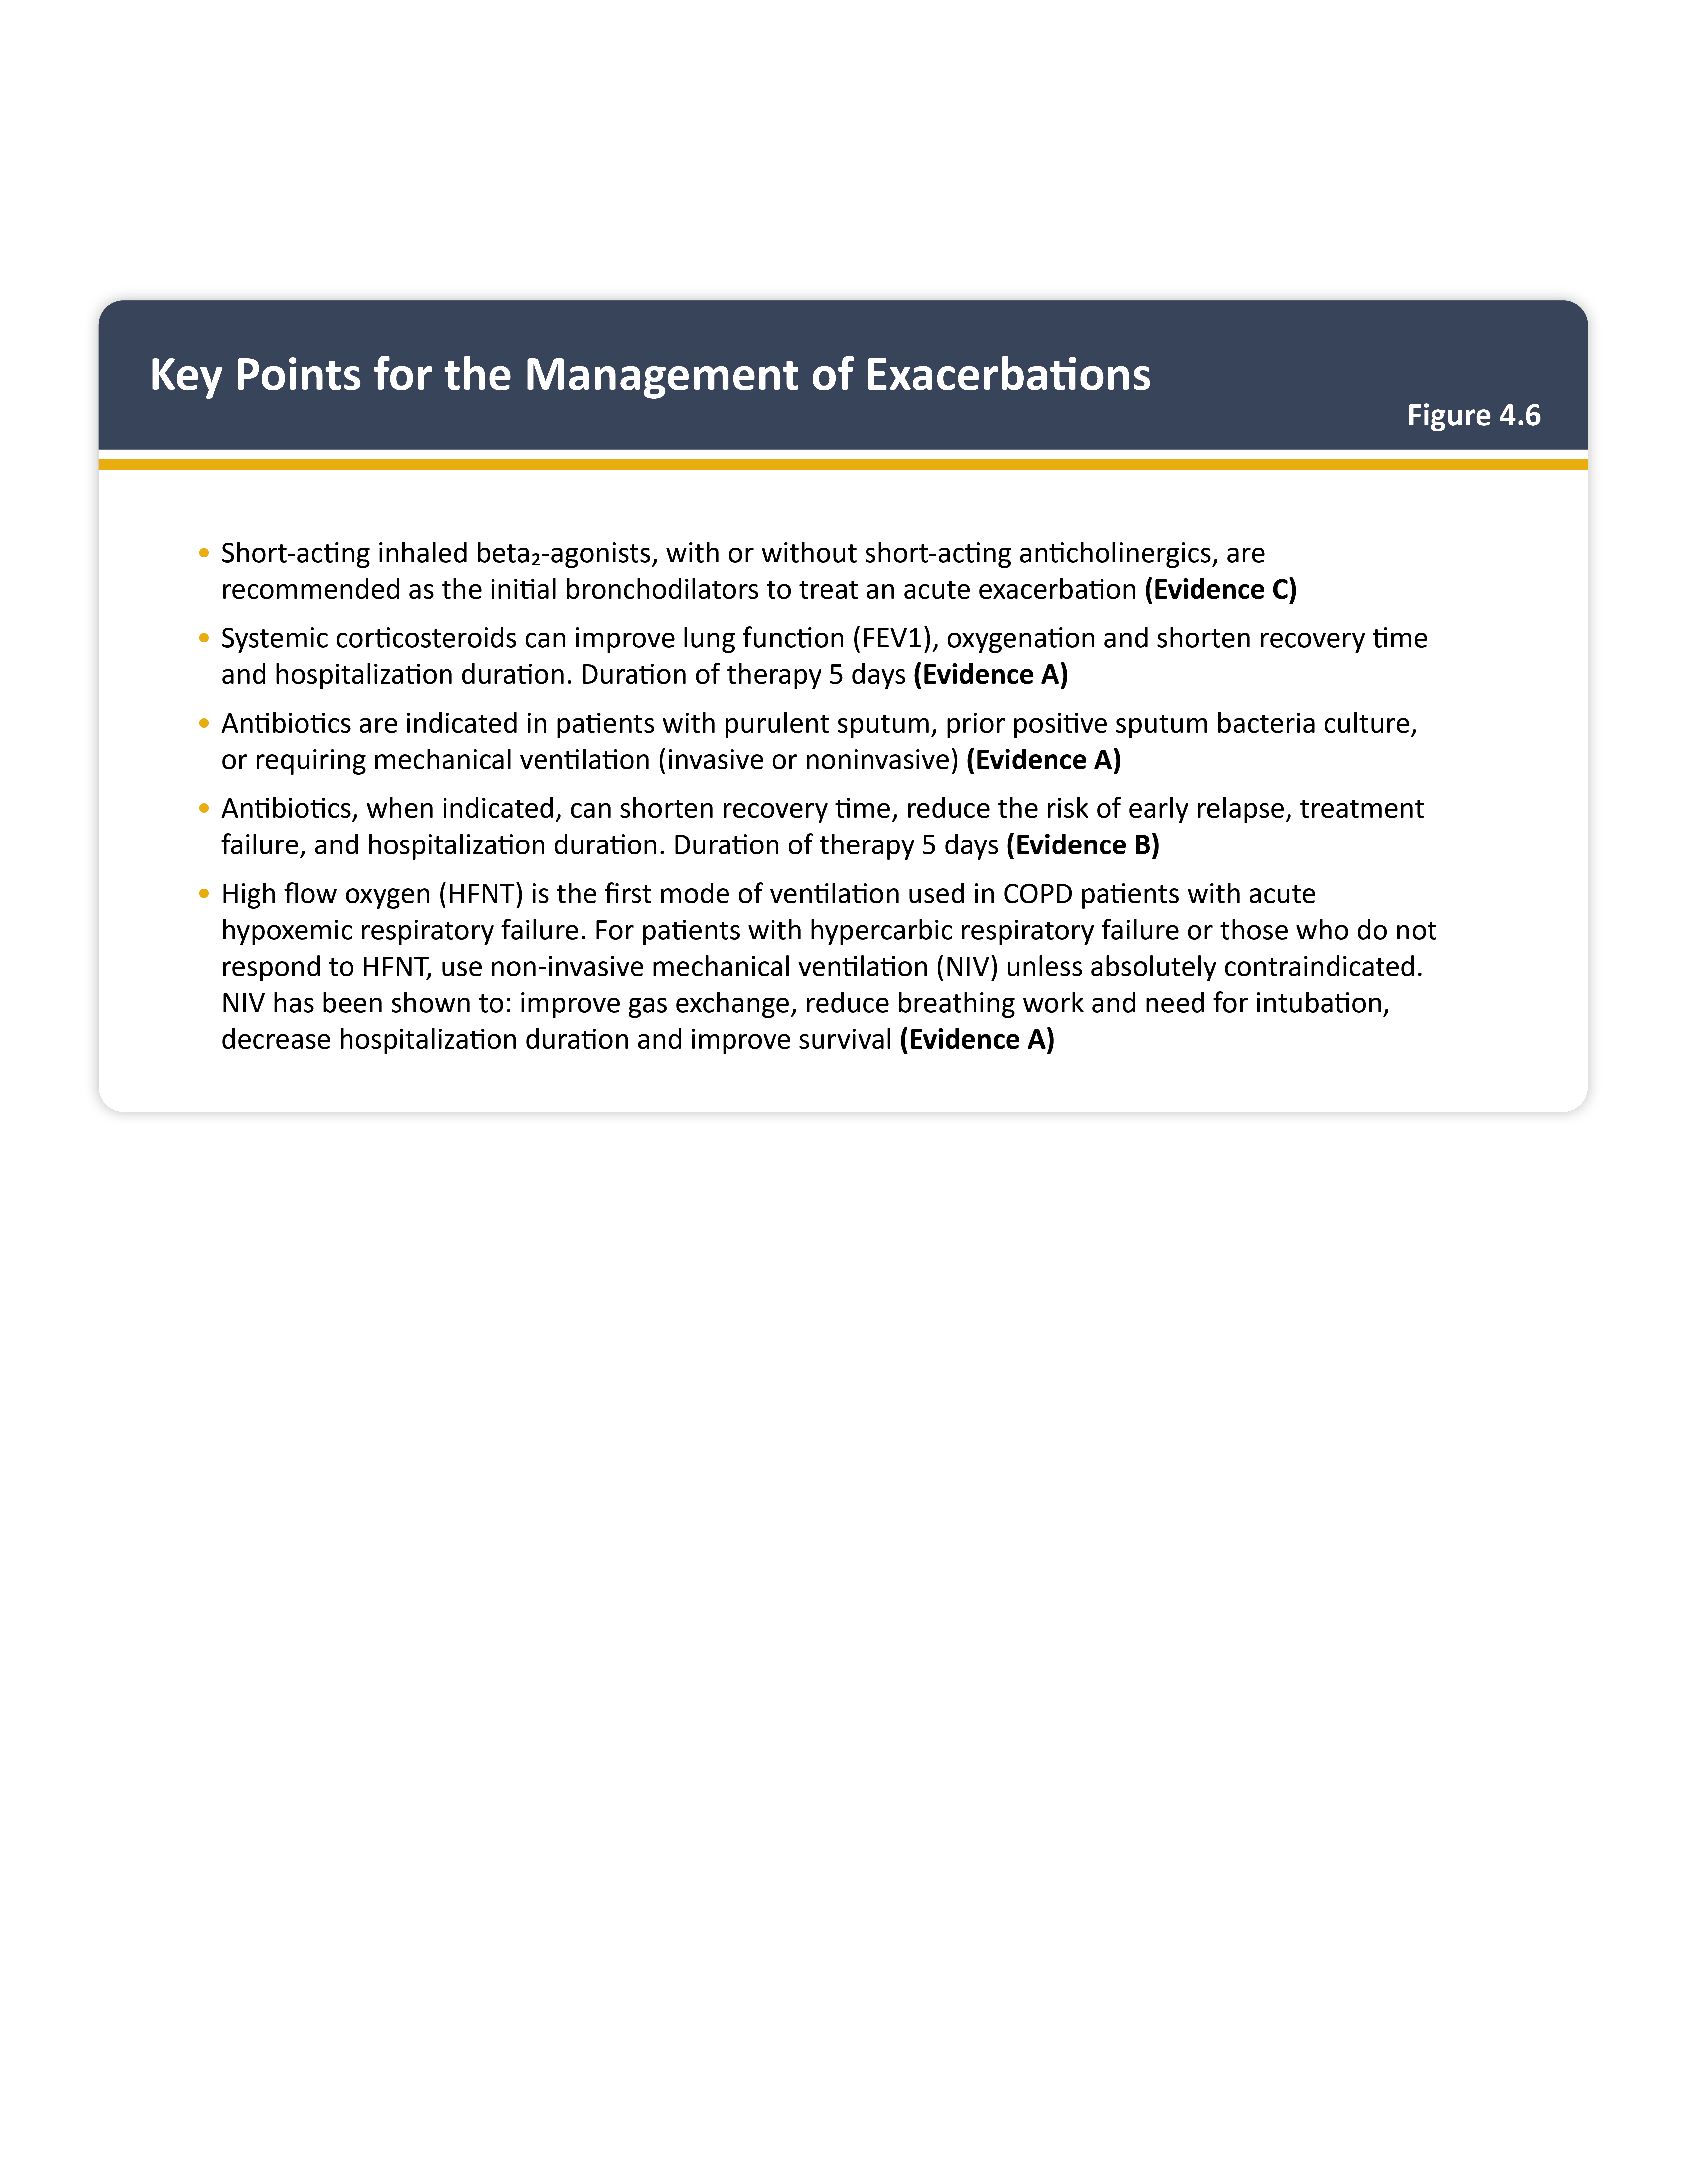 Key Points for the Management of Exacerbations
Figure 4.6
• Short-acting inhaled beta₂-agonists, with or without short-acting anticholinergics, are
recommended as the initial bronchodilators to treat an acute exacerbation (Evidence C)
• Systemic corticosteroids can improve lung function (FEV1), oxygenation and shorten recovery time
and hospitalization duration. Duration of therapy 5 days (Evidence A)
• Antibiotics are indicated in patients with purulent sputum, prior positive sputum bacteria culture,
or requiring mechanical ventilation (invasive or noninvasive) (Evidence A)
• Antibiotics, when indicated, can shorten recovery time, reduce the risk of early relapse, treatment
failure, and hospitalization duration. Duration of therapy 5 days (Evidence B)
• High flow oxygen (HFNT) is the first mode of ventilation used in COPD patients with acute
hypoxemic respiratory failure. For patients with hypercarbic respiratory failure or those who do not
respond to HFNT, use non-invasive mechanical ventilation (NIV) unless absolutely contraindicated.
NIV has been shown to: improve gas exchange, reduce breathing work and need for intubation,
decrease hospitalization duration and improve survival (Evidence A)